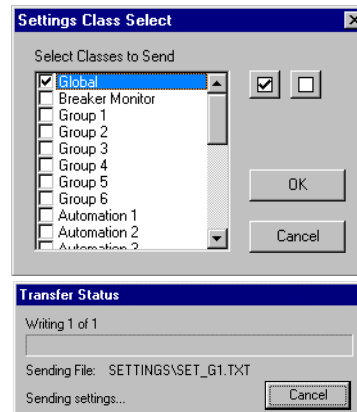 Settings Class Select
Select Classes to Send
Global
Breaker Monitor
Group 1
Group 2
Group 3
Group 4
Group 5
Group 6
Automation 1
Automation 2
Automation 3
OK
Cancel
Transfer Status
Writing 1 of 1
Sending File: SETTINGS\SET_G1.TXT
Sending settings...
Cancel